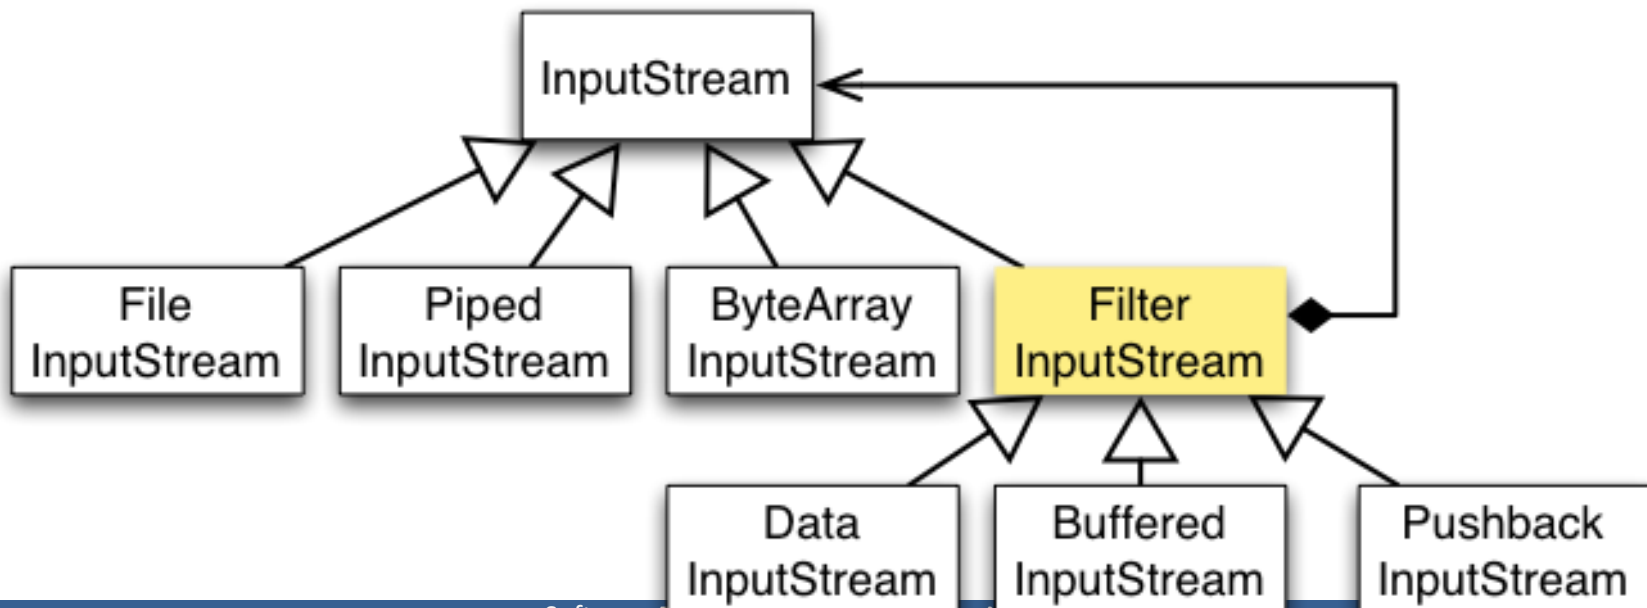 InputStream
File
InputStream
Piped
InputStream
ByteArray
InputStream
Filter
InputStream
Data
InputStream
Buffered
InputStream
Pushback
InputStream